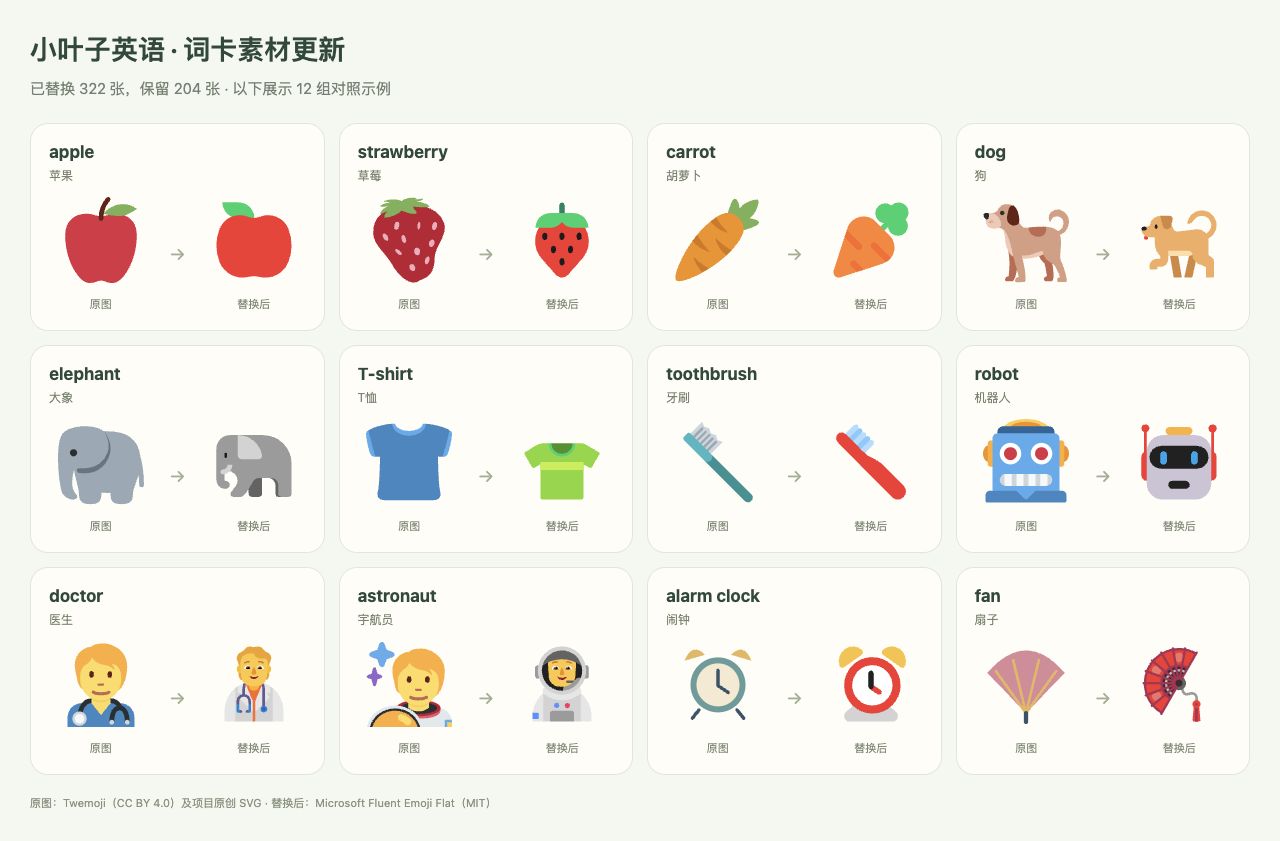 小叶子英语 · 词卡素材更新
已替换 322 张，保留 204 张 · 以下展示 12 组对照示例
apple
苹果
原图
→
替换后
strawberry
草莓
原图
→
替换后
carrot
胡萝卜
原图
→
替换后
dog
狗
原图
→
替换后
elephant
大象
原图
→
替换后
T-shirt
T恤
原图
→
替换后
toothbrush
牙刷
原图
→
替换后
robot
机器人
原图
→
替换后
doctor
医生
原图
→
替换后
astronaut
宇航员
原图
→
替换后
alarm clock
闹钟
原图
→
替换后
fan
扇子
原图
→
替换后
原图：Twemoji（CC BY 4.0）及项目原创 SVG · 替换后：Microsoft Fluent Emoji Flat（MIT）